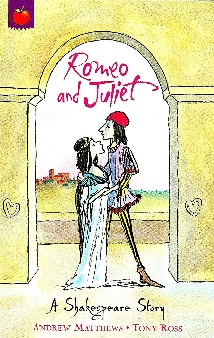 Romeo
and Juliet
A Shakespeare Story
ANDREW MATTHEWS • TONY ROSS